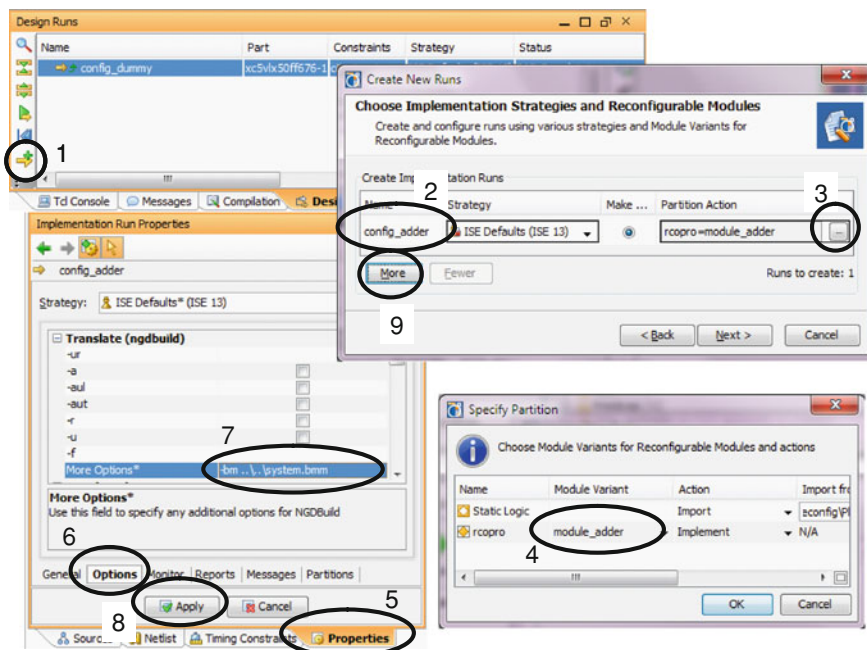 Design Runs
Name Part Constraints Strategy Status
config_dummy xc5vlx50ff676-1
1
Tcl Console Messages Compilation
Implementation Run Properties
config_adder
Strategy: ISE Defaults* (ISE 13)
Translate (ngdbuild)
-ur
-a
-aul
-aut
-r
-u
-f
7
More Options* -bm ..\..\system.bmm
More Options*
Use this field to specify any additional options for NGDBuild
6
General Options Monitor Reports Messages Partitions
8
Apply Cancel
5
Netlist Timing Constraints Properties
Create New Runs
Choose Implementation Strategies and Reconfigurable Modules
Create and configure runs using various strategies and Module Variants for
Reconfigurable Modules.
2
3
Name Strategy Make ... Partition Action
config_adder ISE Defaults (ISE 13) rcopro=module_adder ...
More Fewer Runs to create: 1
9
< Back Next > Cancel
Specify Partition
Choose Module Variants for Reconfigurable Modules and actions
Name Module Variant Action
Static Logic Import
rcopro module_adder Implement N/A
4
OK Cancel